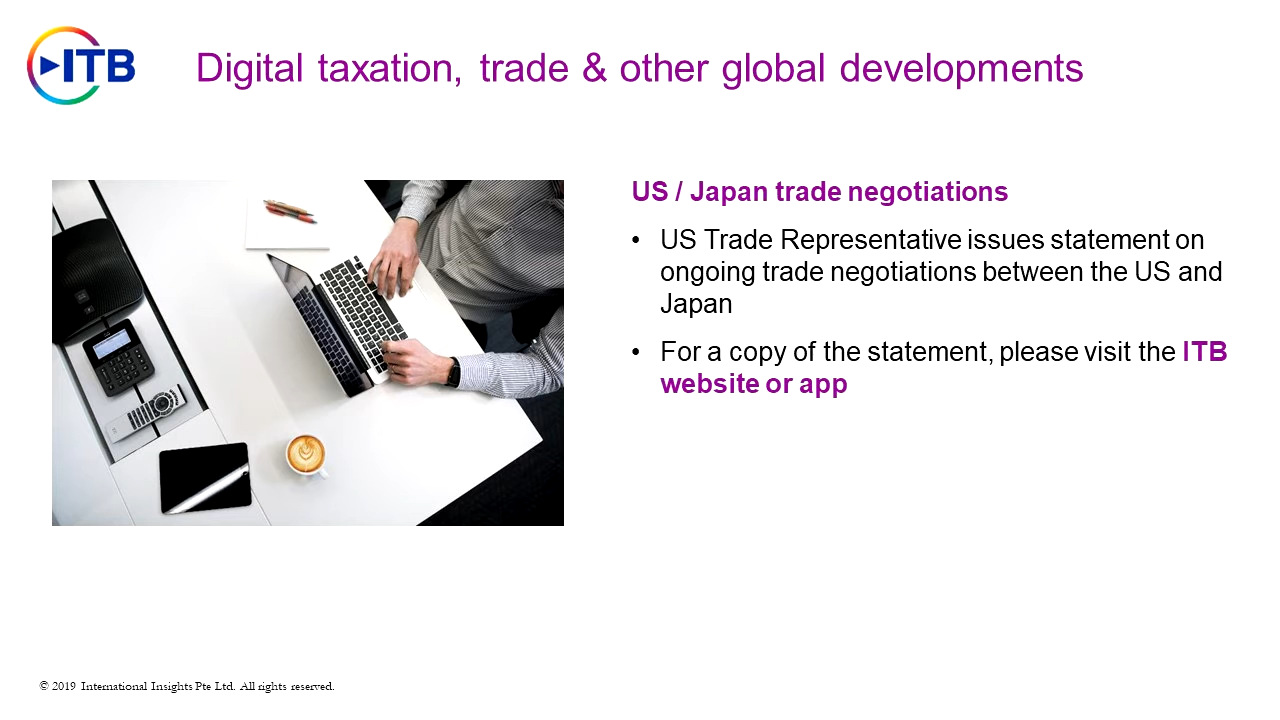 ITB
Digital taxation, trade & other global developments
US / Japan trade negotiations
• US Trade Representative issues statement on
ongoing trade negotiations between the US and
Japan
• For a copy of the statement, please visit the ITB
website or app
© 2019 International Insights Pte Ltd. All rights reserved.